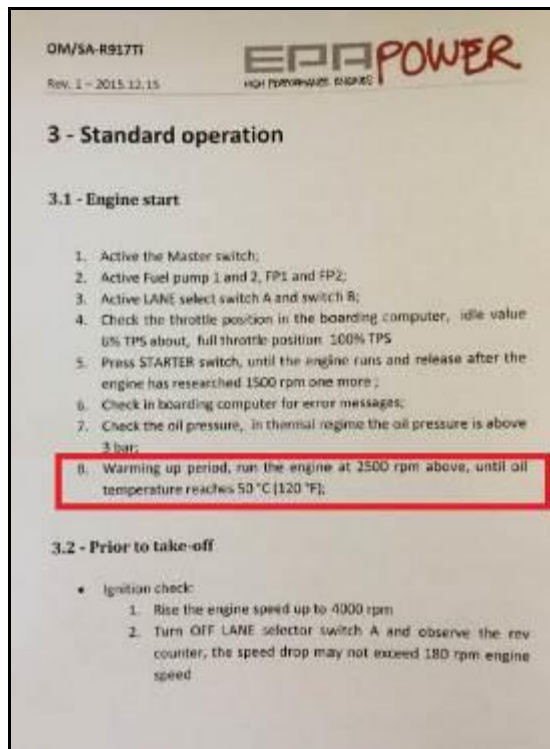 OM/SA-R917Ti
EPAPOWER
Rev. 1 - 2015.12.15
HIGH PERFORMANCE ENGINES
3 - Standard operation
3.1 - Engine start
1. Active the Master switch;
2. Active Fuel pump 1 and 2, FP1 and FP2;
3. Active LANE select switch A and switch B;
4. Check the throttle position in the boarding computer, idle value
6% TPS about, full throttle position 100% TPS
5. Press STARTER switch, until the engine runs and release after the
engine has researched 1500 rpm one more ;
6. Check in boarding computer for error messages;
7. Check the oil pressure, in thermal regime the oil pressure is above
3 bar;
8. Warming up period, run the engine at 2500 rpm above, until oil
temperature reaches 50 °C [120 °F];
3.2 - Prior to take-off
• Ignition check:
1. Rise the engine speed up to 4000 rpm
2. Turn OFF LANE selector switch A and observe the rev
counter, the speed drop may not exceed 180 rpm engine
speed